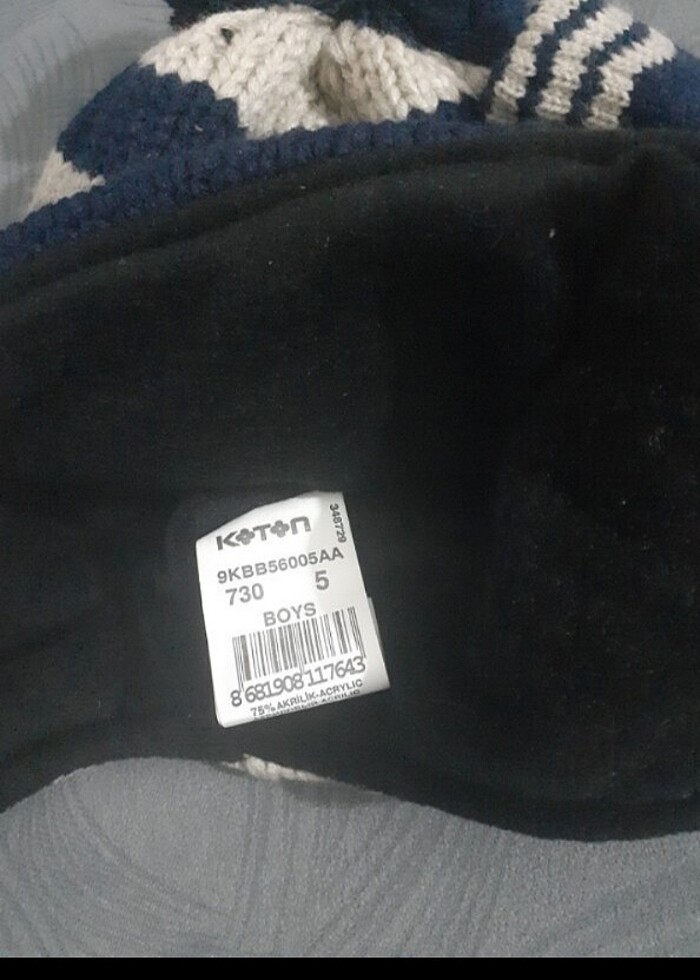 KOTON
348729
9KBB56005AA
730 5
BOYS
8 681908 117643
75% AKRİLİK-ACRYLIC